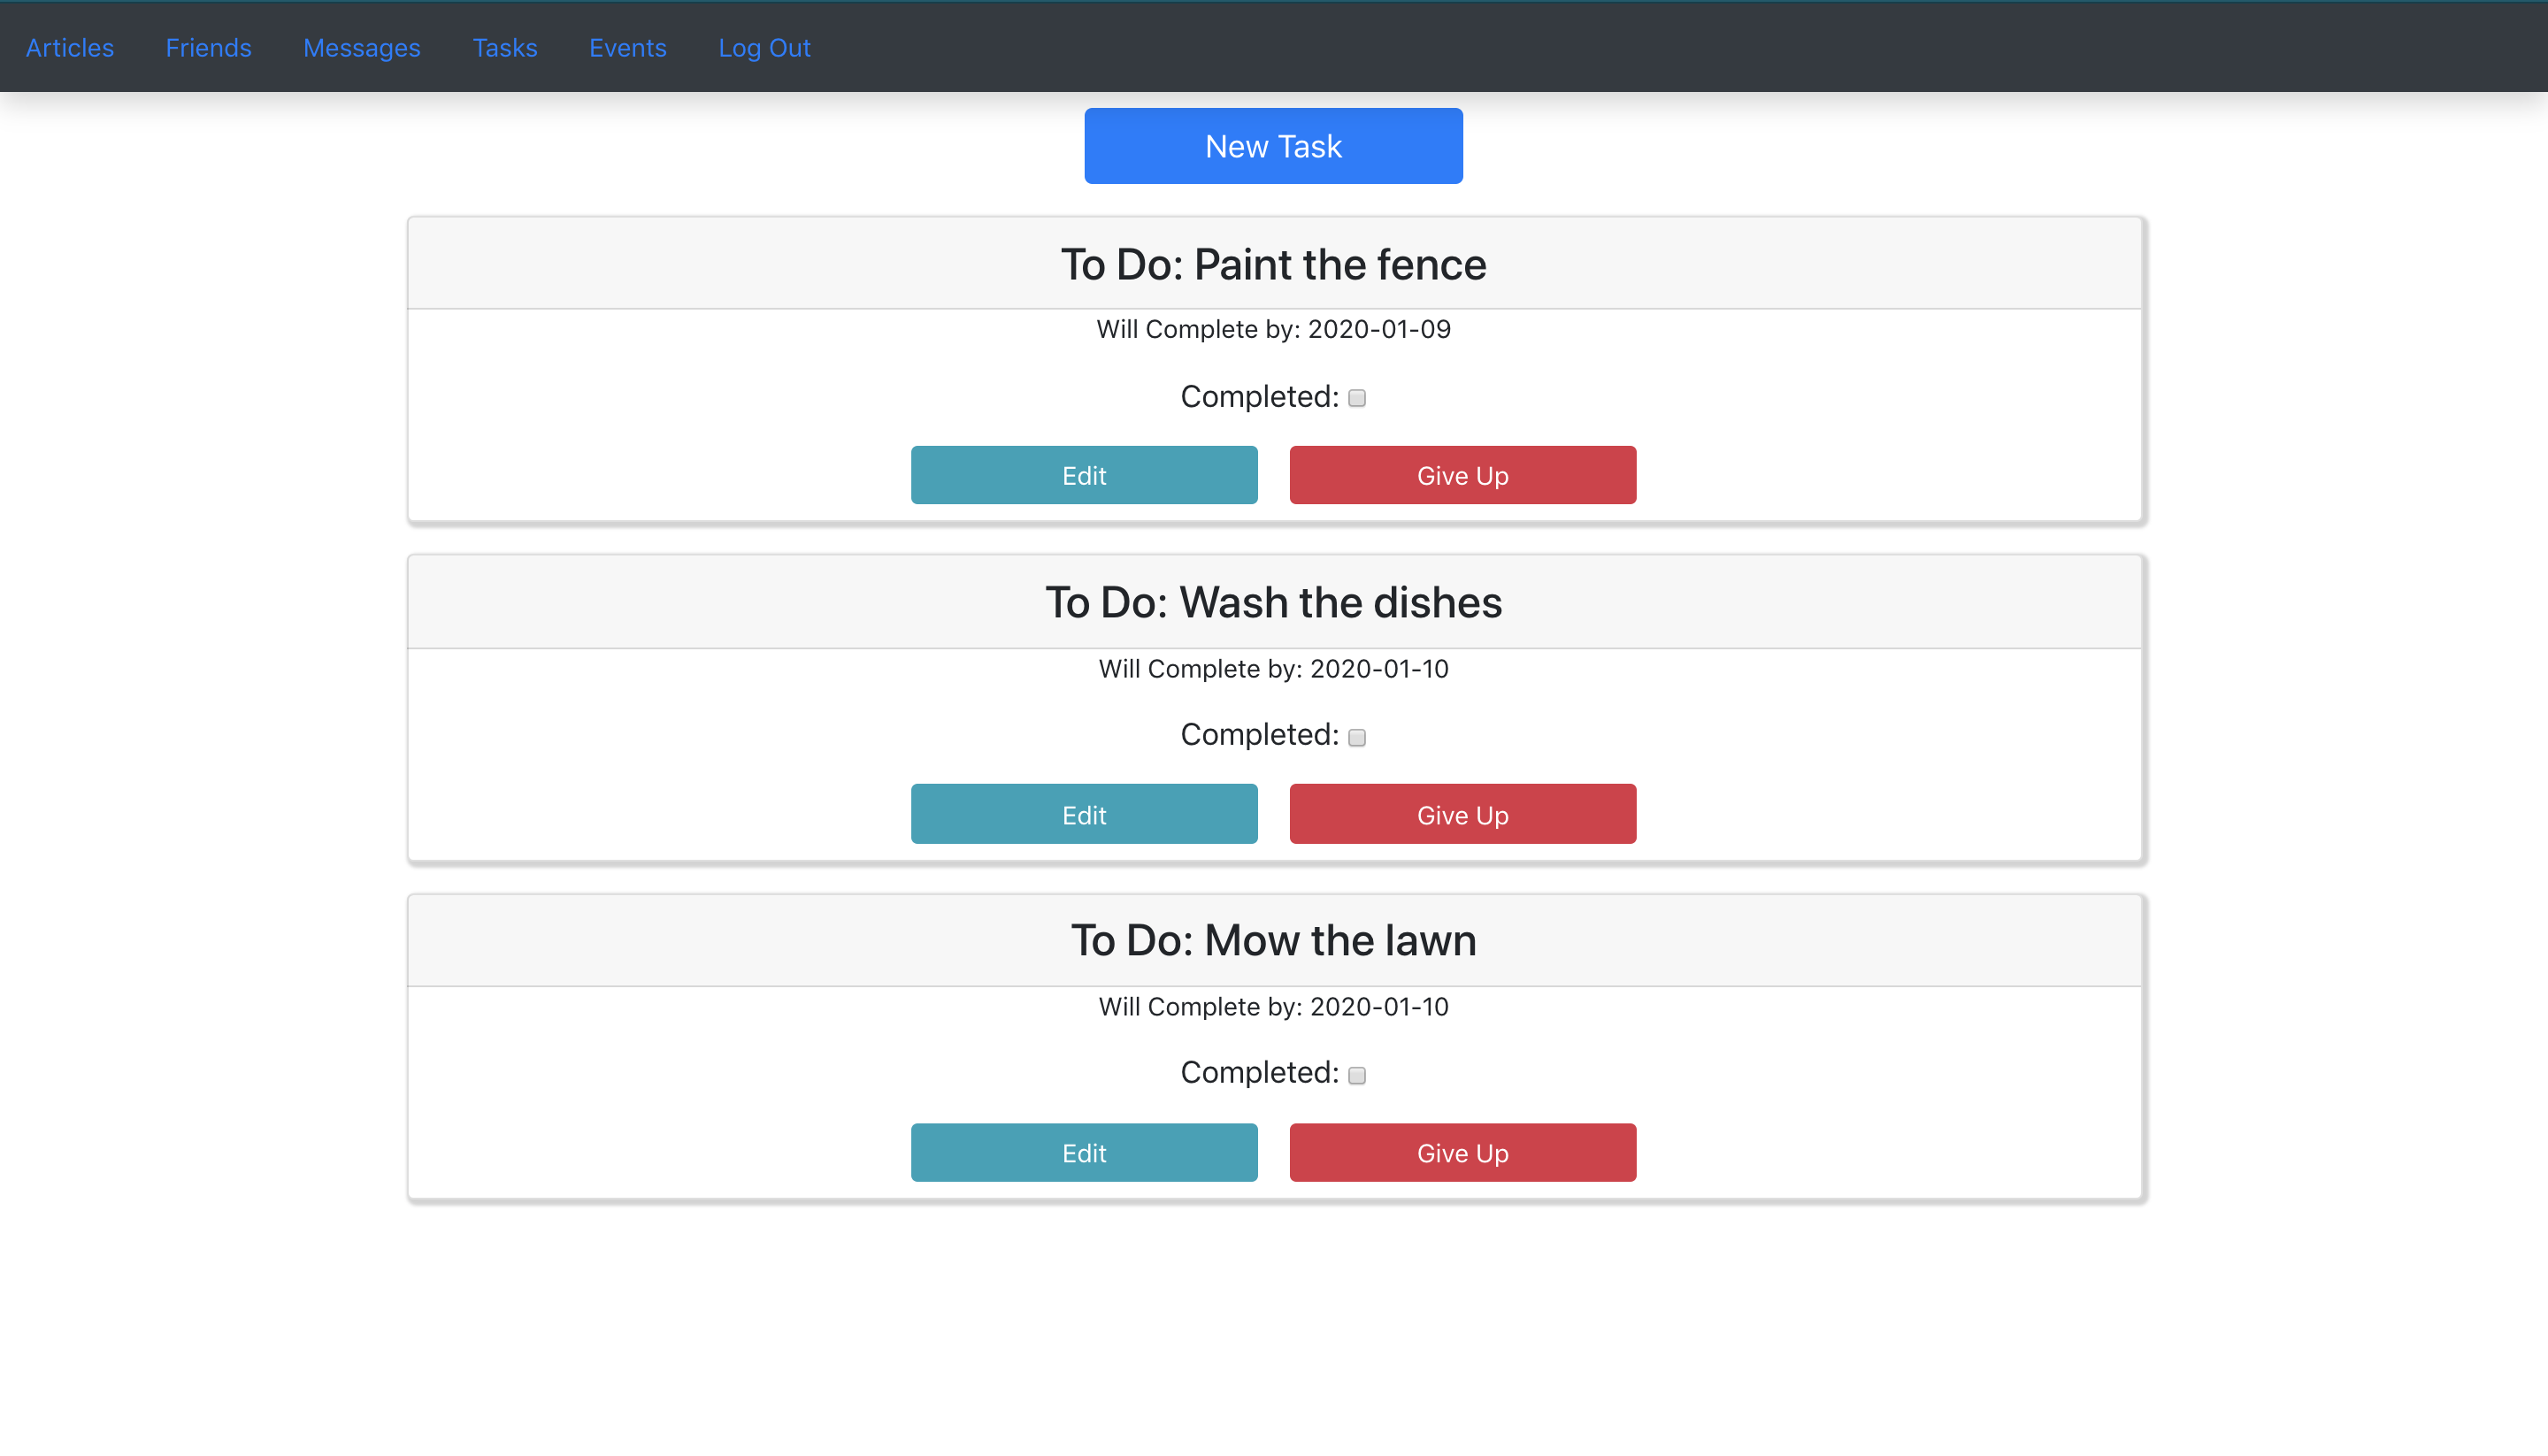 Articles Friends Messages Tasks Events Log Out
New Task
To Do: Paint the fence
Will Complete by: 2020-01-09
Completed:
Edit Give Up
To Do: Wash the dishes
Will Complete by: 2020-01-10
Completed:
Edit Give Up
To Do: Mow the lawn
Will Complete by: 2020-01-10
Completed:
Edit Give Up